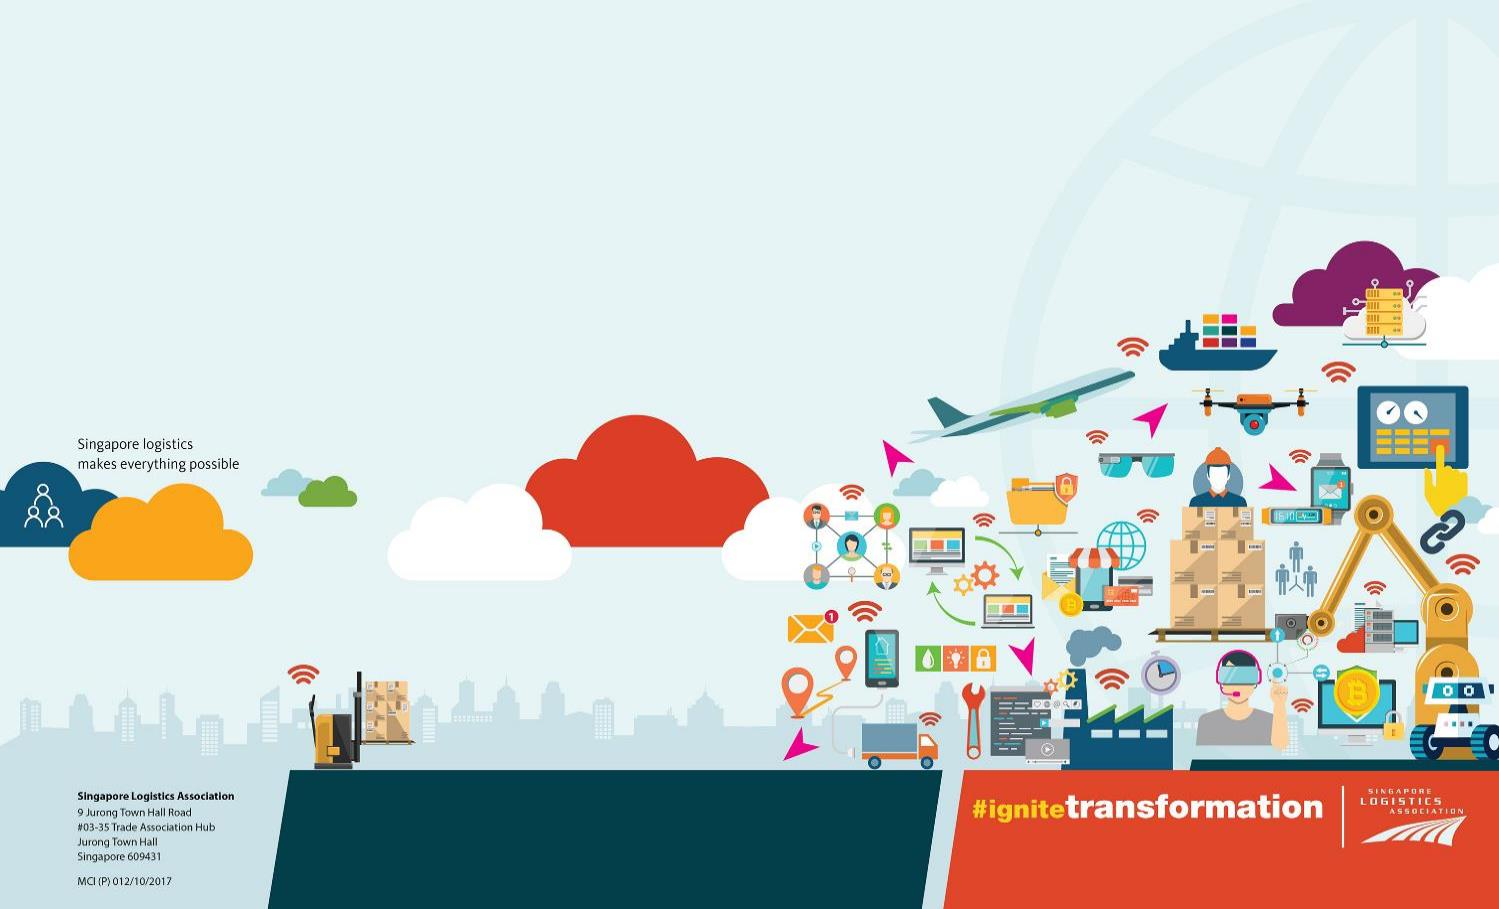 Singapore logistics
makes everything possible
Singapore Logistics Association
9 Jurong Town Hall Road
#03-35 Trade Association Hub
Jurong Town Hall
Singapore 609431
MCI (P) 012/10/2017
1
#ignitetransformation
SINGAPORE
LOGISTICS
ASSOCIATION